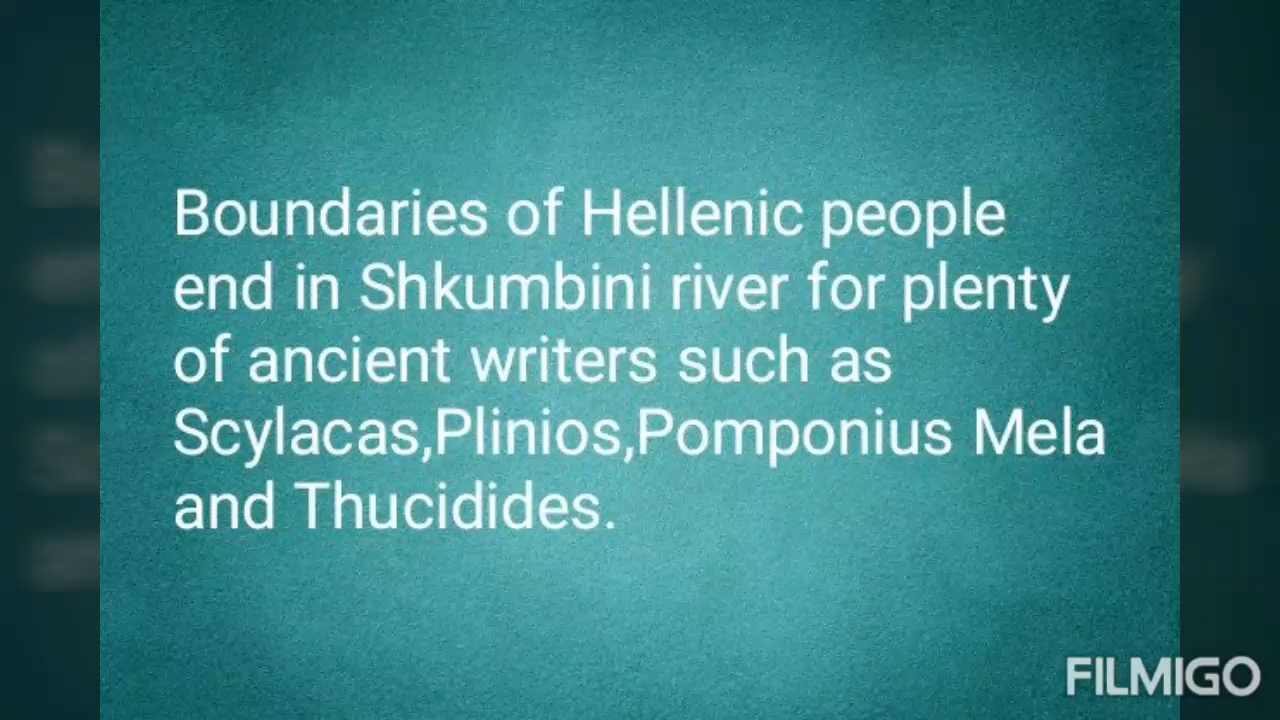 Boundaries of Hellenic people
end in Shkumbini river for plenty
of ancient writers such as
Scylacas,Plinios,Pomponius Mela
and Thucidides.
FILMIGO